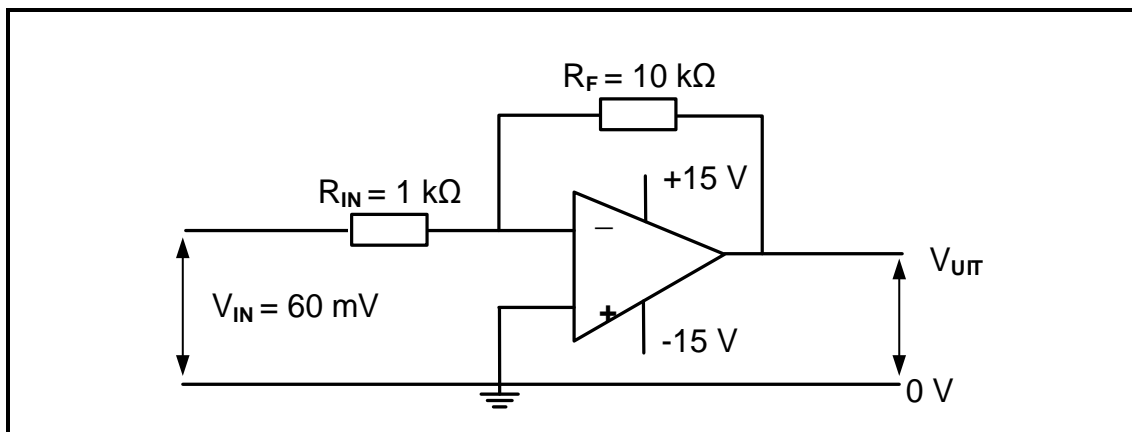 R_F = 10 kΩ
+15 V
R_IN = 1 kΩ
−
V_UIT
V_IN = 60 mV
+
-15 V
0 V